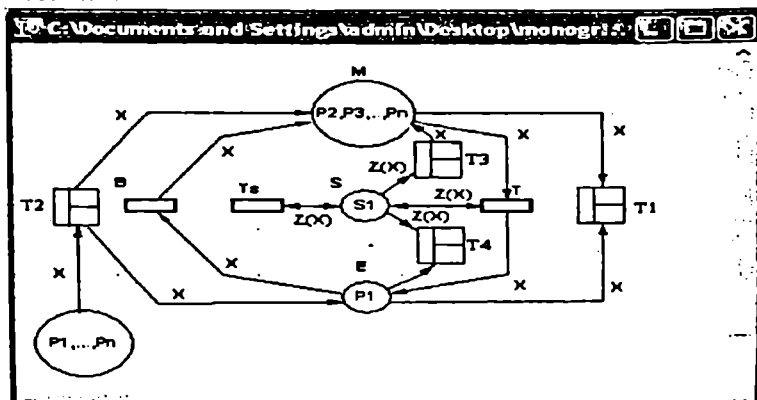 C:\Documents and Settings\admin\Desktop\monogr
M
X
P2,P3,...,Pn
X
X
X
X
X
T3
Z(X)
Z(X)
B
Ts
S
S1
T
T2
T1
Z(X)
Z(X)
T4
X
X
E
X
P1
X
X
P1,...,Pn